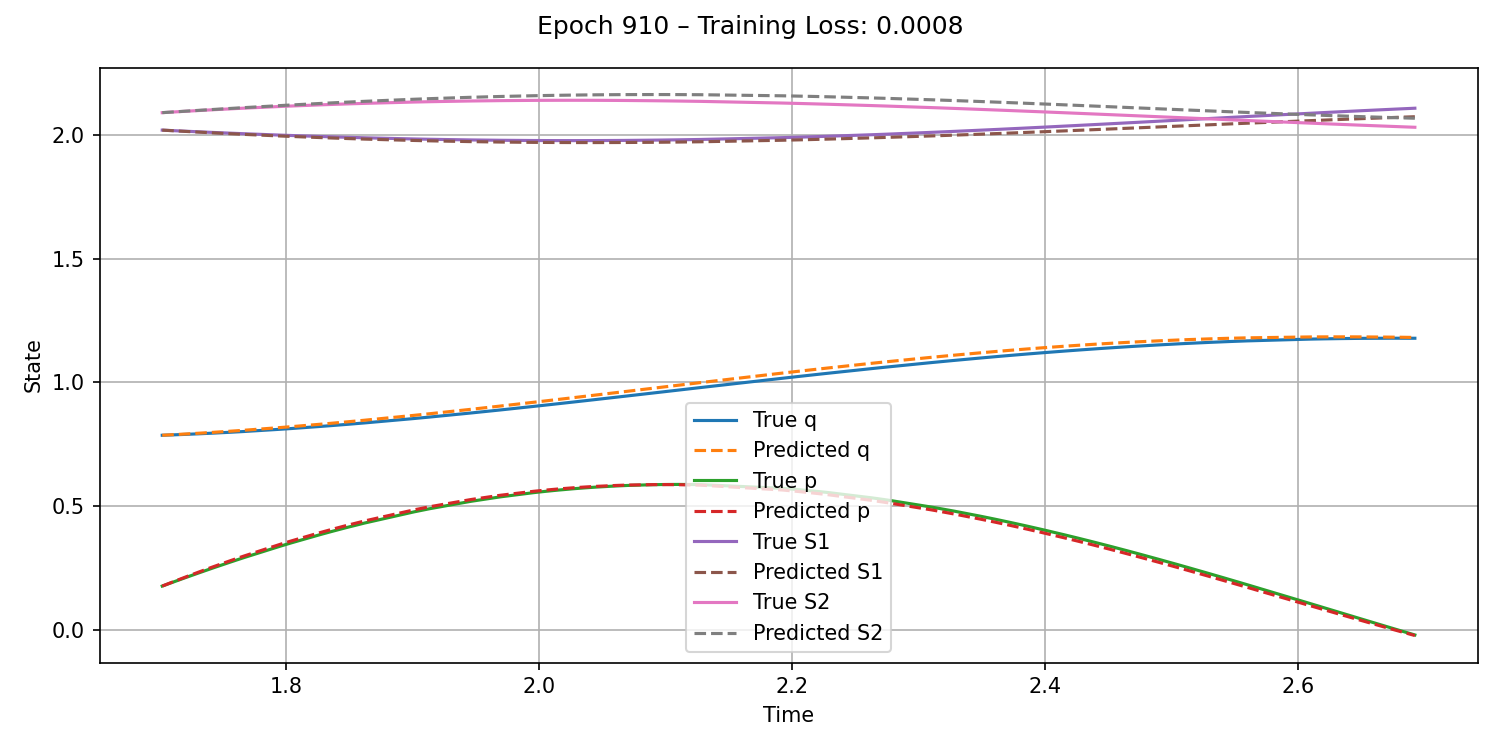 Epoch 910 – Training Loss: 0.0008
State
2.0
1.5
1.0
0.5
0.0
True q
Predicted q
True p
Predicted p
True S1
Predicted S1
True S2
Predicted S2
1.8
2.0
2.2
2.4
2.6
Time